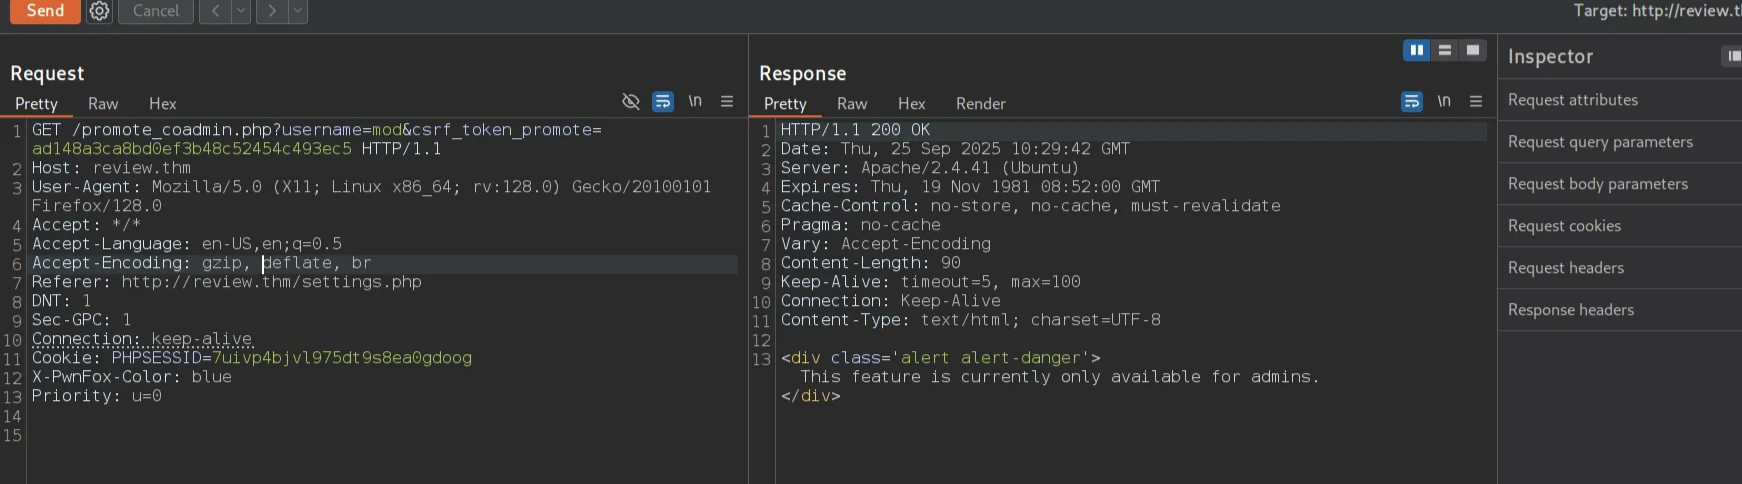 Send
Cancel
Target: http://review.t
Request
Pretty Raw Hex
\n
1 GET /promote_coadmin.php?username=mod&csrf_token_promote=
ad148a3ca8bd0ef3b48c52454c493ec5 HTTP/1.1
2 Host: review.thm
3 User-Agent: Mozilla/5.0 (X11; Linux x86_64; rv:128.0) Gecko/20100101
Firefox/128.0
4 Accept: */*
5 Accept-Language: en-US,en;q=0.5
6 Accept-Encoding: gzip, deflate, br
7 Referer: http://review.thm/settings.php
8 DNT: 1
9 Sec-GPC: 1
10 Connection: keep-alive
11 Cookie: PHPSESSID=7uivp4bjvl975dt9s8ea0gdoog
12 X-PwnFox-Color: blue
13 Priority: u=0
14
15
Response
Pretty Raw Hex Render
\n
1 HTTP/1.1 200 OK
2 Date: Thu, 25 Sep 2025 10:29:42 GMT
3 Server: Apache/2.4.41 (Ubuntu)
4 Expires: Thu, 19 Nov 1981 08:52:00 GMT
5 Cache-Control: no-store, no-cache, must-revalidate
6 Pragma: no-cache
7 Vary: Accept-Encoding
8 Content-Length: 90
9 Keep-Alive: timeout=5, max=100
10 Connection: Keep-Alive
11 Content-Type: text/html; charset=UTF-8
12
13 <div class='alert alert-danger'>
This feature is currently only available for admins.
</div>
Inspector
Request attributes
Request query parameters
Request body parameters
Request cookies
Request headers
Response headers